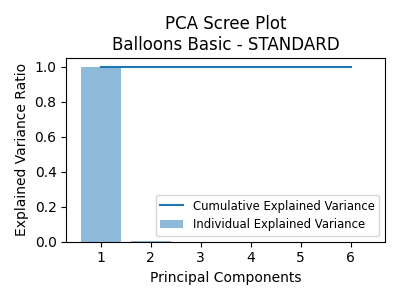 PCA Scree Plot
Balloons Basic - STANDARD
Explained Variance Ratio
1.0
0.8
0.6
0.4
0.2
0.0
Cumulative Explained Variance
Individual Explained Variance
1 2 3 4 5 6
Principal Components